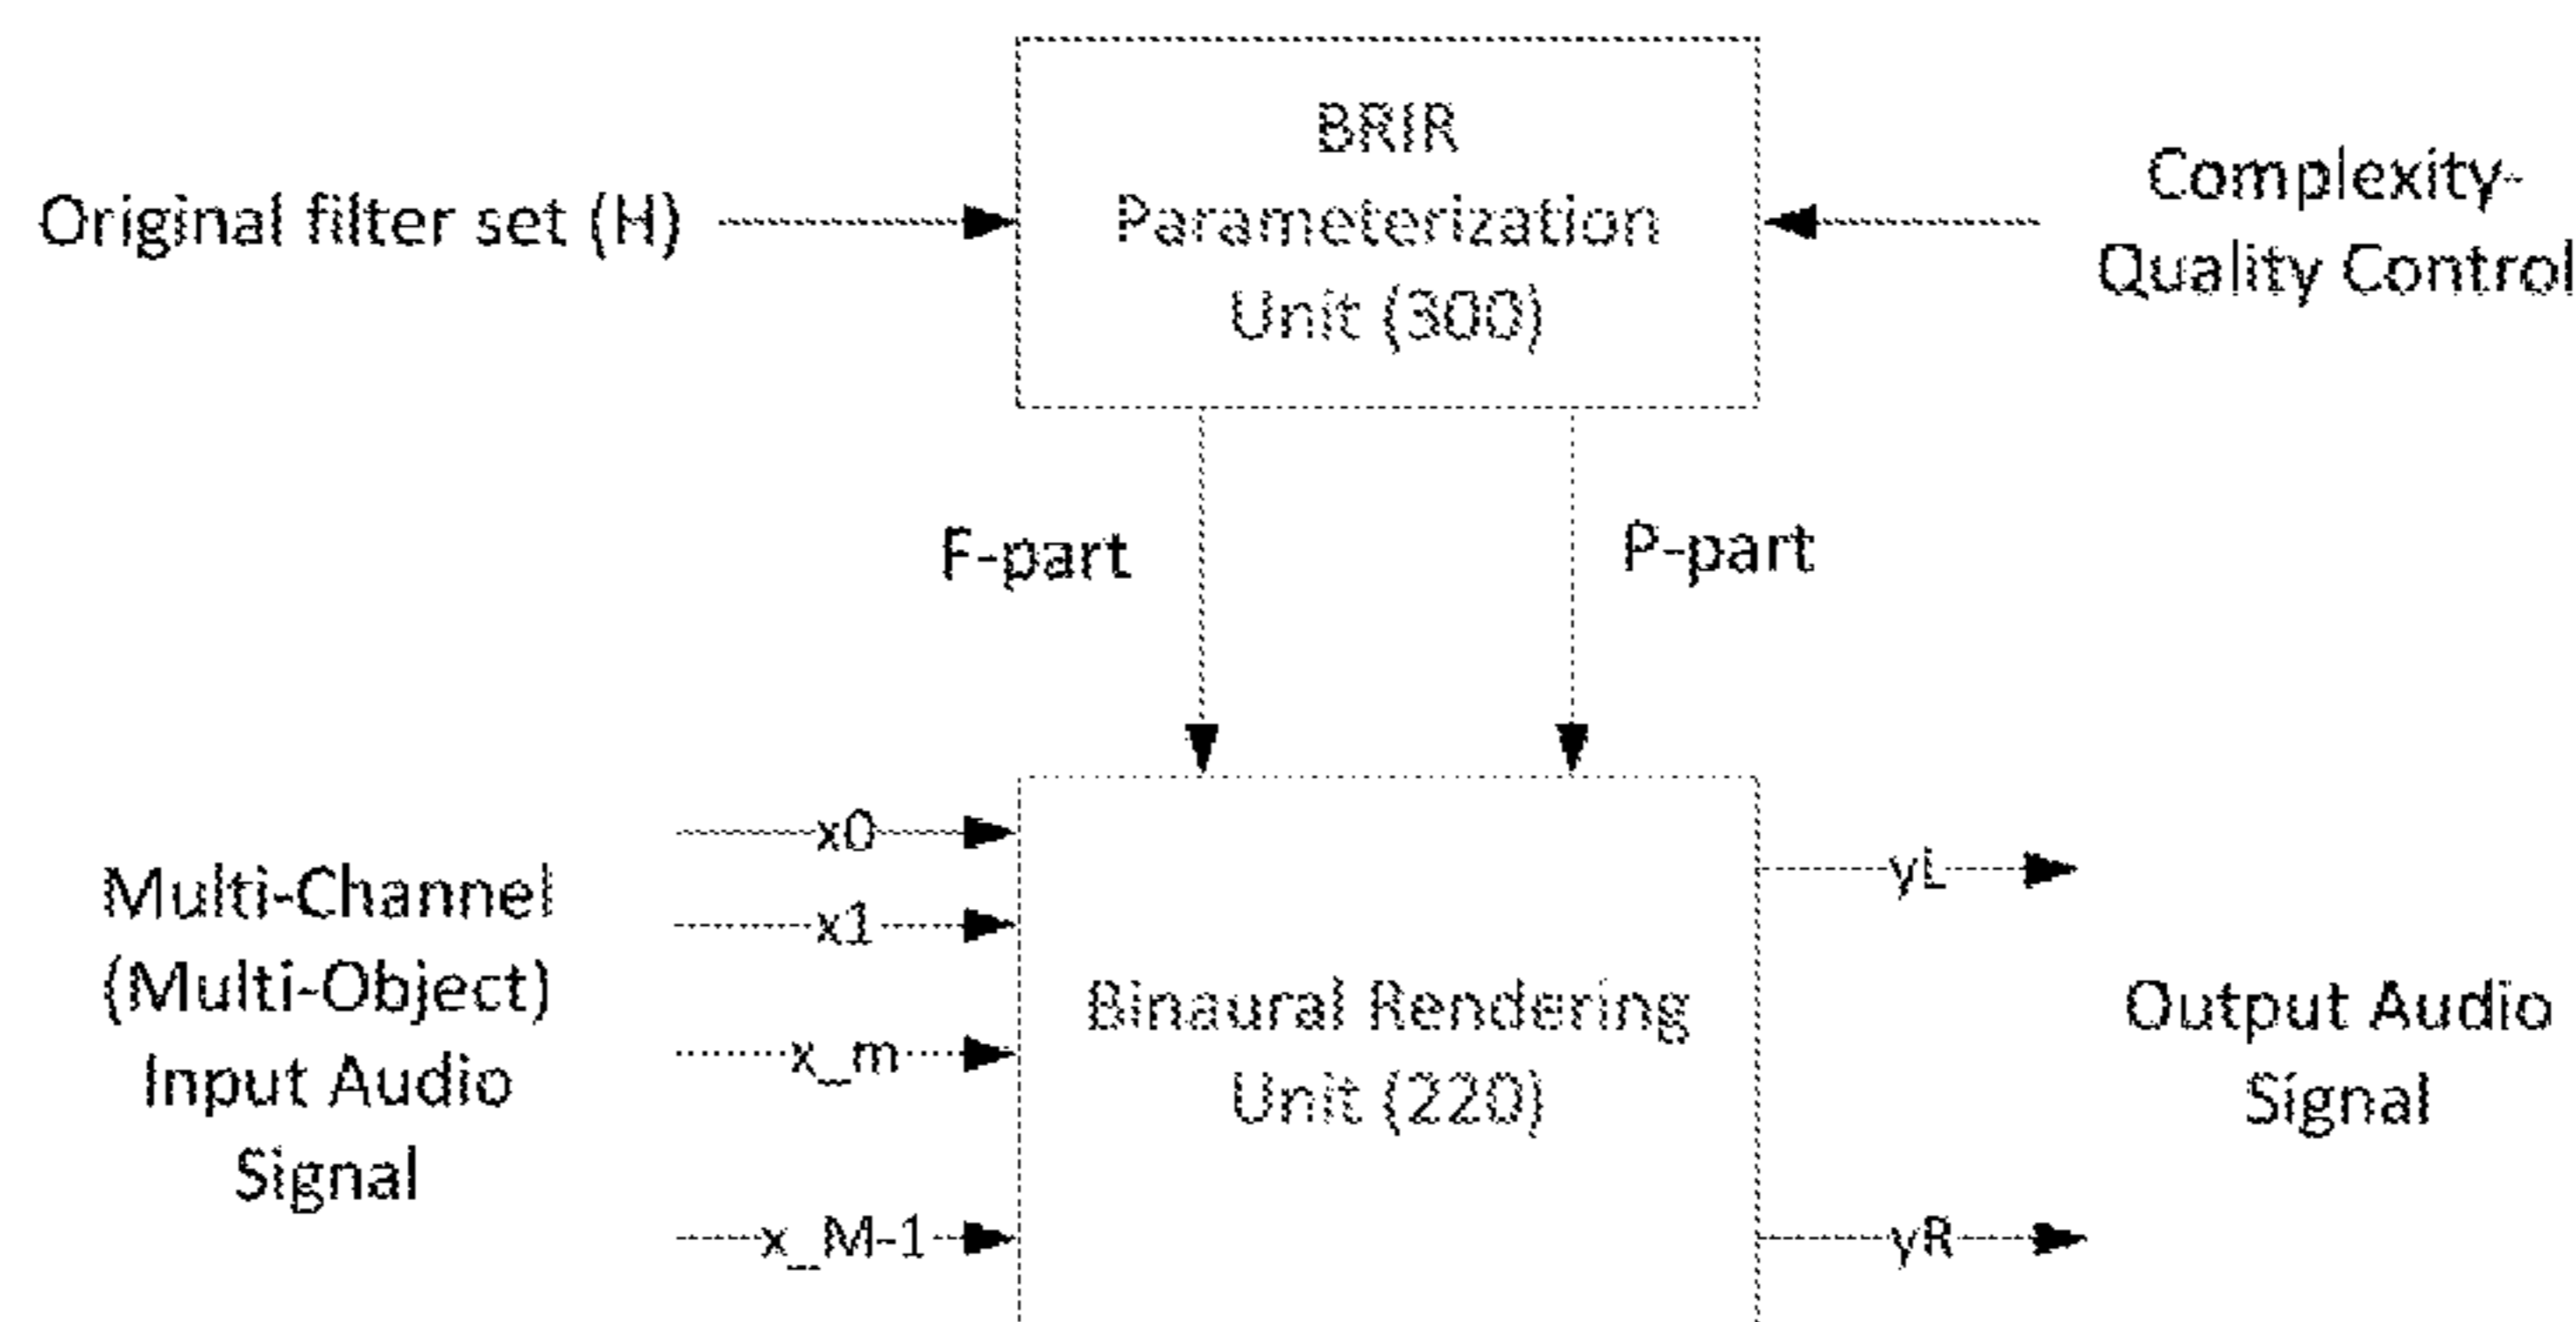 BRIR
Parameterization
Unit (300)
Original filter set (H)
Complexity-
Quality Control
F-part
P-part
Multi-Channel
(Multi-Object)
Input Audio
Signal
x0
x1
x_m
x_M-1
Binaural Rendering
Unit (220)
yL
yR
Output Audio
Signal